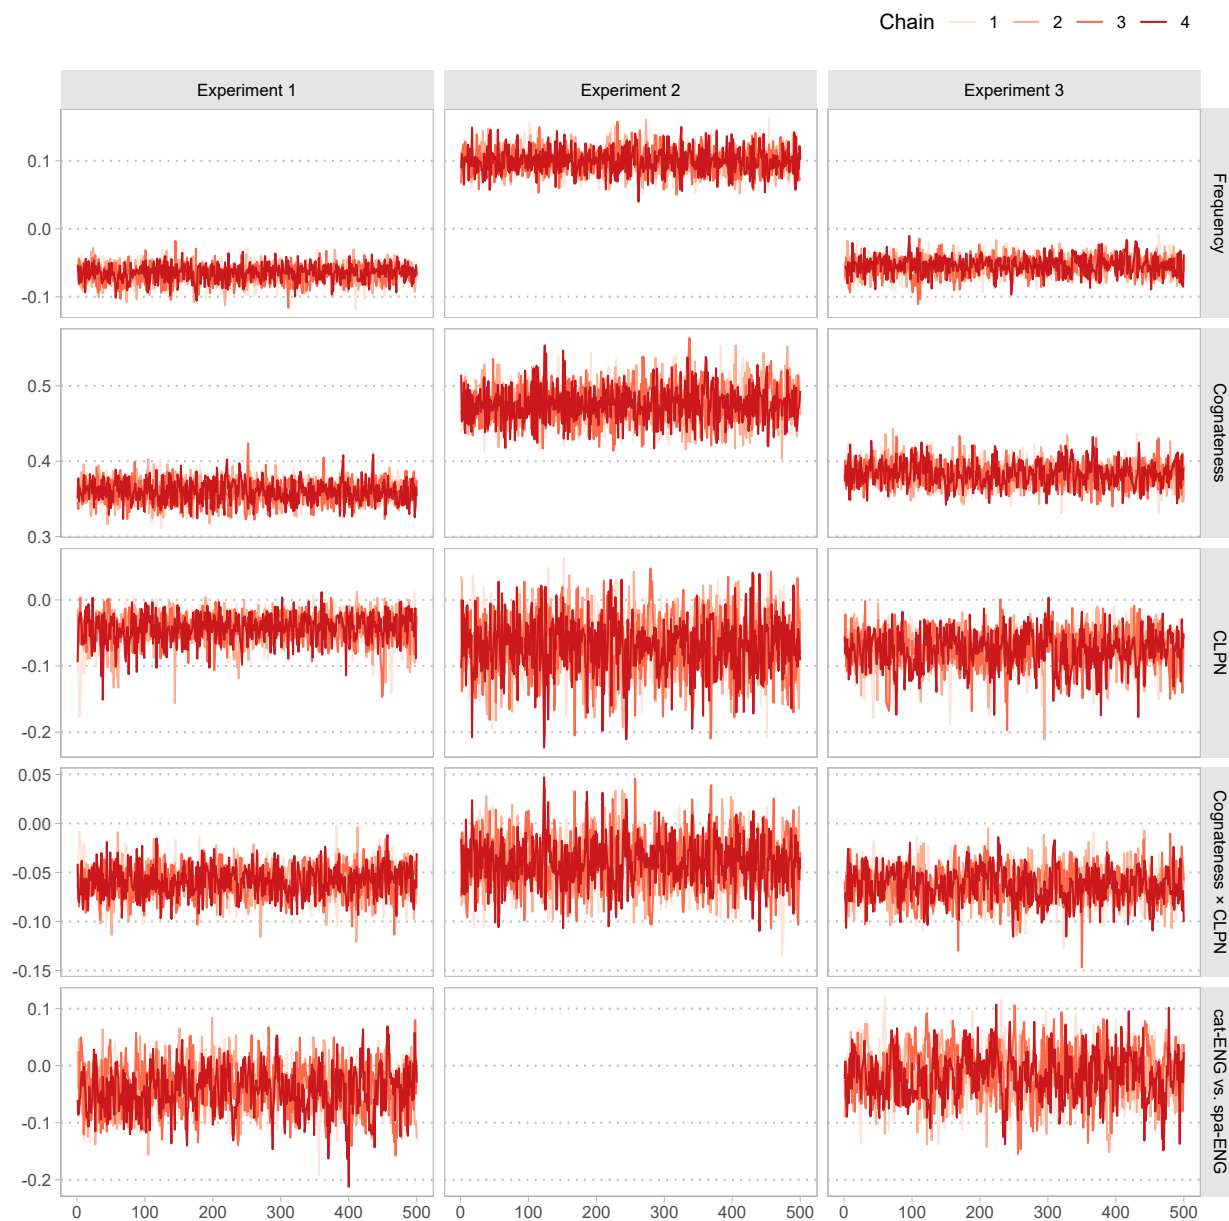 Chain 1 2 3 4
Experiment 1 Experiment 2 Experiment 3
0.1
0.0
-0.1
Frequency
0.5
0.4
0.3
Cognateness
0.0
-0.1
-0.2
CLPN
0.05
0.00
-0.05
-0.10
-0.15
Cognateness × CLPN
0.1
0.0
-0.1
-0.2
cat-ENG vs. spa-ENG
0 100 200 300 400 500 0 100 200 300 400 500 0 100 200 300 400 500